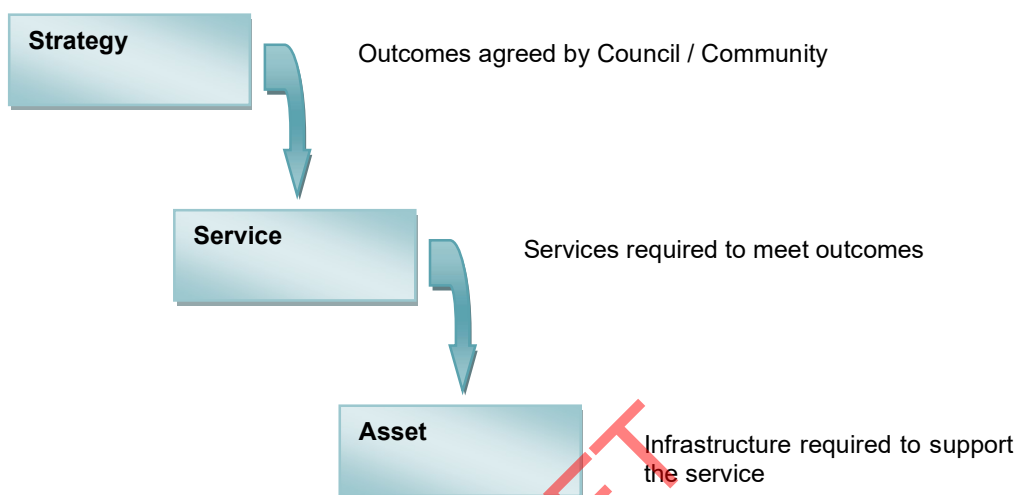 Strategy
Outcomes agreed by Council / Community
Service
Services required to meet outcomes
Asset
Infrastructure required to support
the service